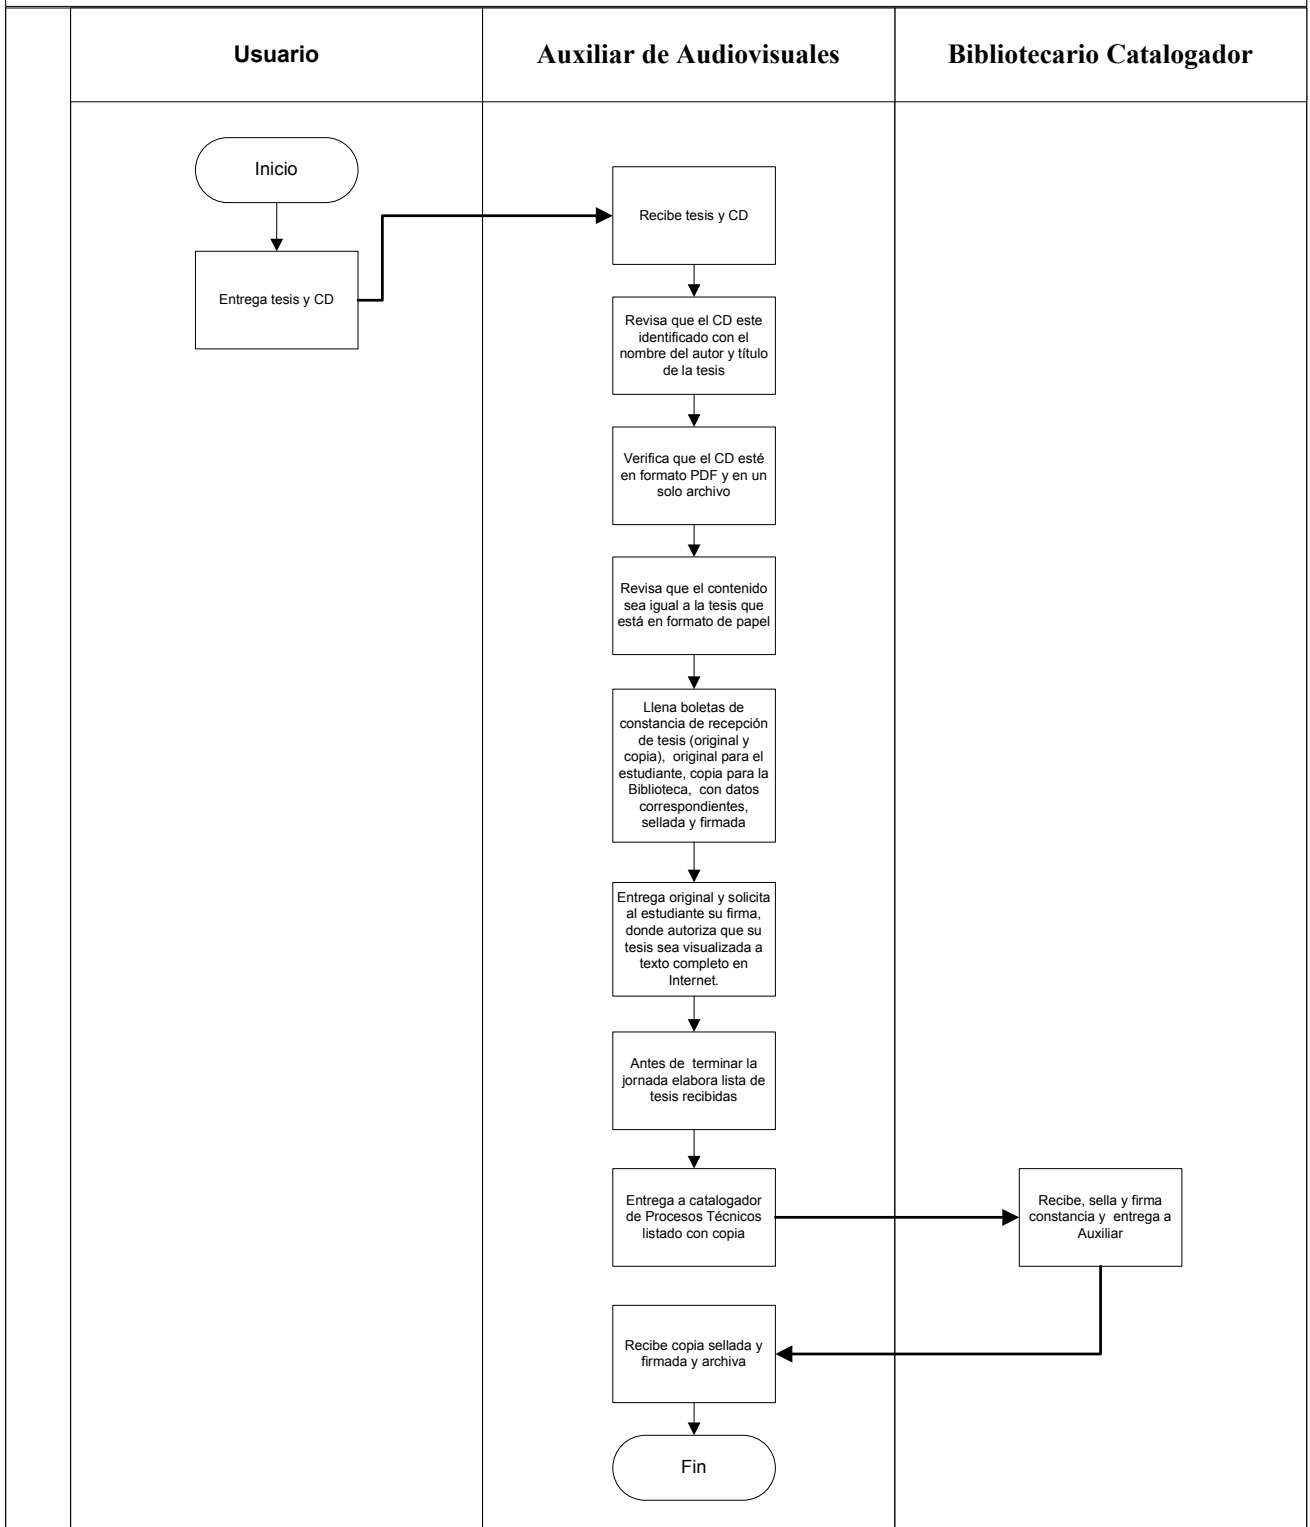 Usuario
Auxiliar de Audiovisuales
Bibliotecario Catalogador
Inicio
Entrega tesis y CD
Recibe tesis y CD
Revisa que el CD este
identificado con el
nombre del autor y título
de la tesis
Verifica que el CD esté
en formato PDF y en un
solo archivo
Revisa que el contenido
sea igual a la tesis que
está en formato de papel
Llena boletas de
constancia de recepción
de tesis (original y
copia), original para el
estudiante, copia para la
Biblioteca, con datos
correspondientes,
sellada y firmada
Entrega original y solicita
al estudiante su firma,
donde autoriza que su
tesis sea visualizada a
texto completo en
Internet.
Antes de terminar la
jornada elabora lista de
tesis recibidas
Entrega a catalogador
de Procesos Técnicos
listado con copia
Recibe, sella y firma
constancia y entrega a
Auxiliar
Recibe copia sellada y
firmada y archiva
Fin